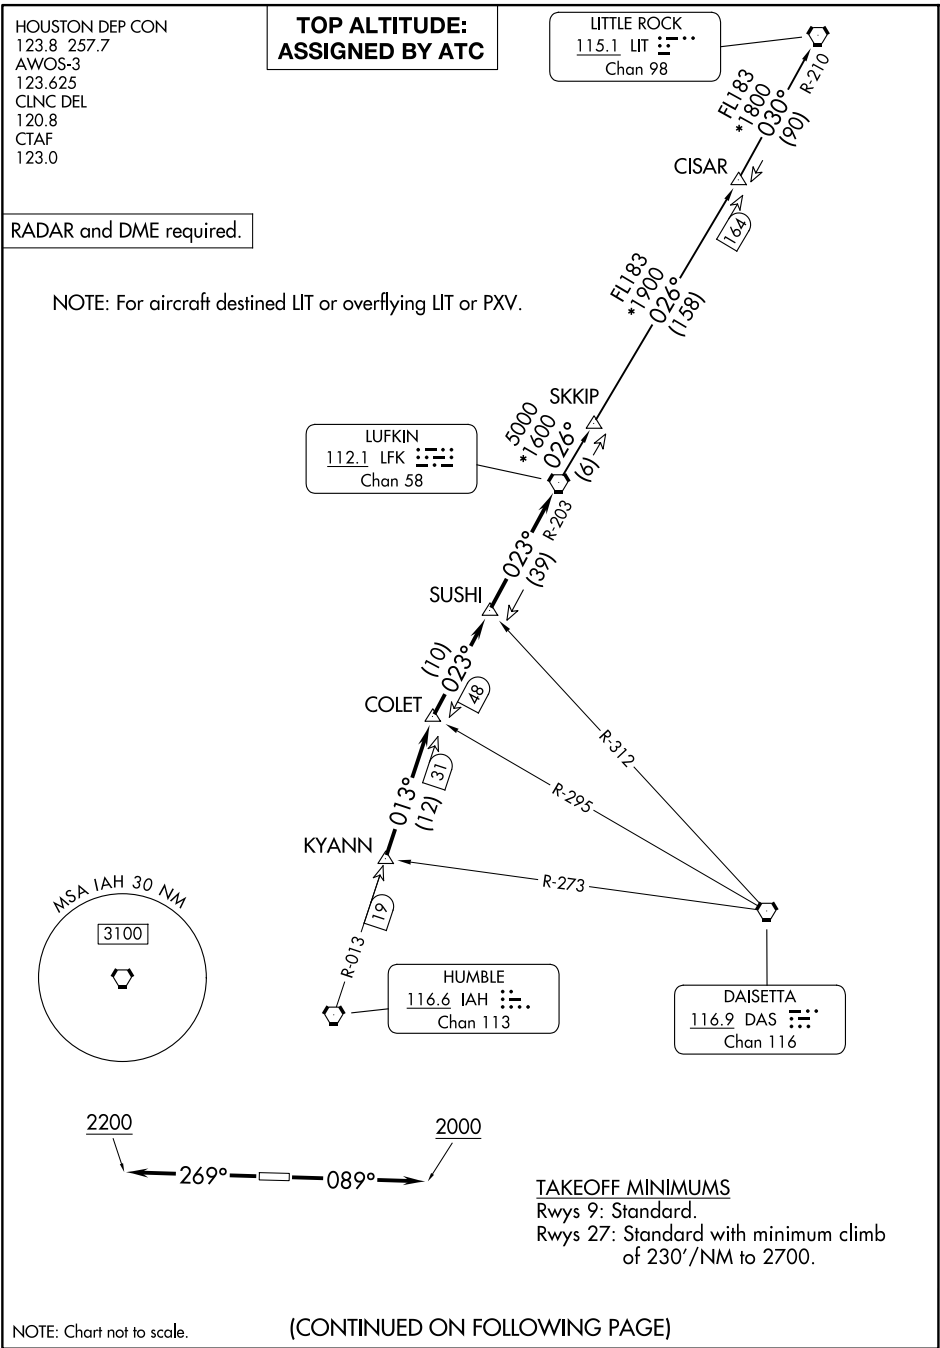 HOUSTON DEP CON
123.8 257.7
AWOS-3
123.625
CLNC DEL
120.8
CTAF
123.0
TOP ALTITUDE:
ASSIGNED BY ATC
LITTLE ROCK
115.1 LIT
Chan 98
R-210
FL183
*1800
030°
(90)
CISAR
164
RADAR and DME required.
NOTE: For aircraft destined LIT or overflying LIT or PXV.
FL183
*1900
026°
(158)
SKKIP
5000
*1600
026°
(6)
LUFKIN
112.1 LFK
Chan 58
R-203
023°
(39)
SUSHI
(10)
023°
48
COLET
R-312
31
013°
(12)
R-295
KYANN
R-273
19
R-013
MSA IAH 30 NM
3100
HUMBLE
116.6 IAH
Chan 113
DAISETTA
116.9 DAS
Chan 116
2200
2000
269°
089°
TAKEOFF MINIMUMS
Rwys 9: Standard.
Rwys 27: Standard with minimum climb
of 230'/NM to 2700.
NOTE: Chart not to scale.
(CONTINUED ON FOLLOWING PAGE)